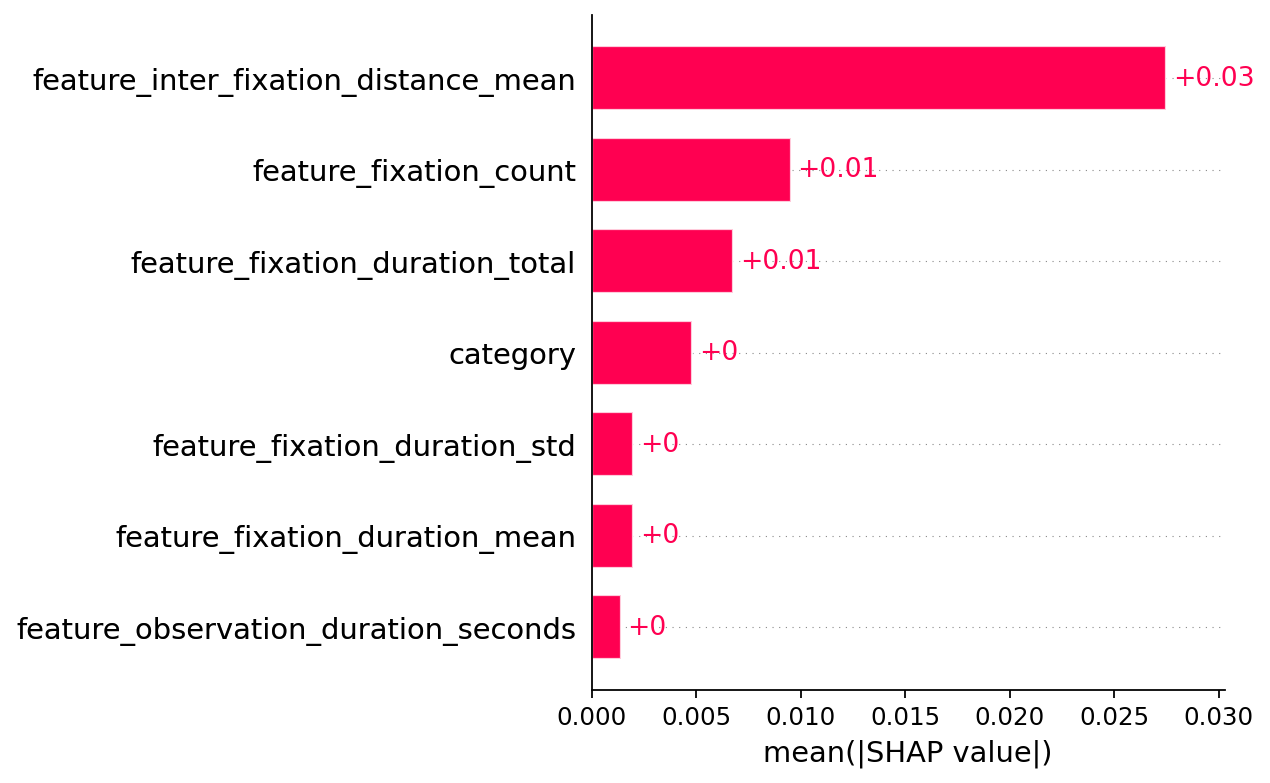 feature_inter_fixation_distance_mean +0.03
feature_fixation_count +0.01
feature_fixation_duration_total +0.01
category +0
feature_fixation_duration_std +0
feature_fixation_duration_mean +0
feature_observation_duration_seconds +0
0.000 0.005 0.010 0.015 0.020 0.025 0.030
mean(|SHAP value|)